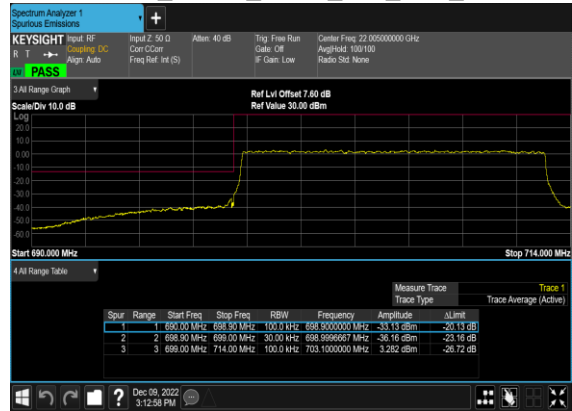 Spectrum Analyzer 1
Spurious Emissions
KEYSIGHT Input: RF Input Z: 50 Ω Atten: 40 dB Trig: Free Run Center Freq: 22.005000000 GHz
R T Coupling: DC Corr CCorr Gate: Off Avg|Hold: 100/100
Align: Auto Freq Ref: Int (S) IF Gain: Low Radio Std: None
PASS
3 All Range Graph
Ref Lvl Offset 7.60 dB
Scale/Div 10.0 dB Ref Value 30.00 dBm
Log
20.0
10.0
0.00
-10.0
-20.0
-30.0
-40.0
-50.0
-60.0
Start 690.000 MHz Stop 714.000 MHz
4 All Range Table
Measure Trace Trace 1
Trace Type Trace Average (Active)
Spur Range Start Freq Stop Freq RBW Frequency Amplitude ΔLimit
1 1 690.00 MHz 698.90 MHz 100.0 kHz 698.9000000 MHz -33.13 dBm -20.13 dB
2 2 698.90 MHz 699.00 MHz 30.00 kHz 698.9996667 MHz -36.16 dBm -23.16 dB
3 3 699.00 MHz 714.00 MHz 100.0 kHz 703.1000000 MHz 3.282 dBm -26.72 dB
Dec 09, 2022
3:12:58 PM